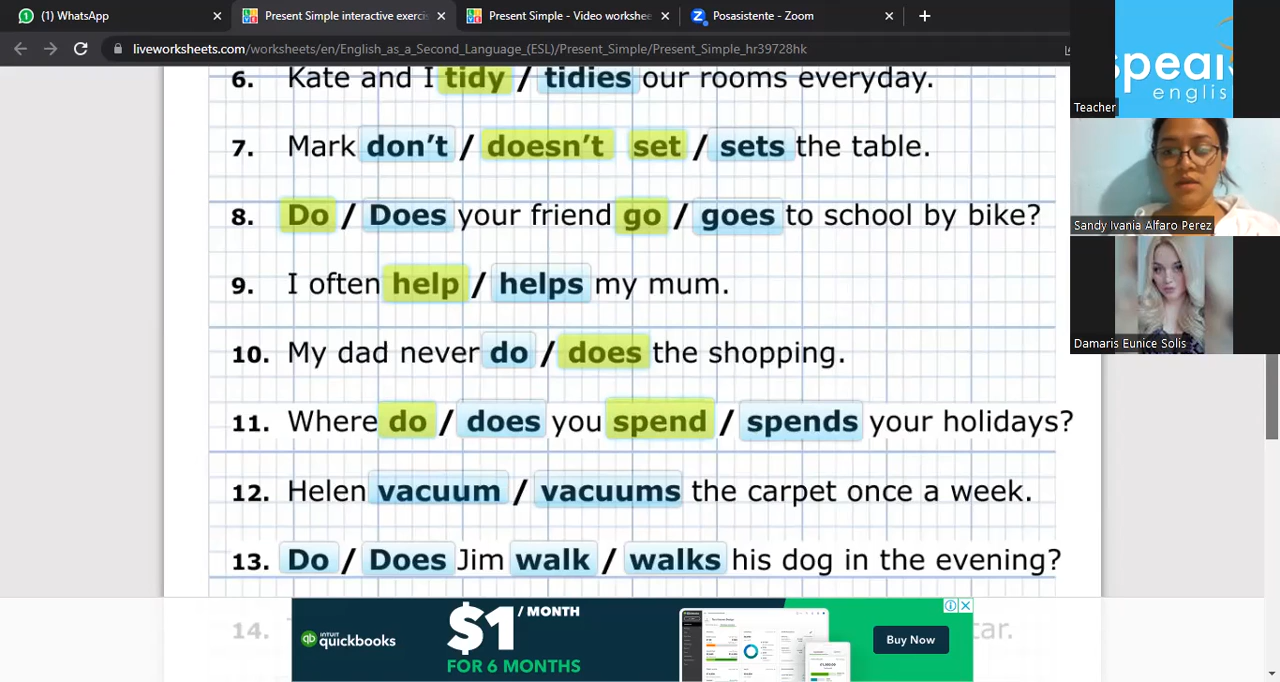 (1) WhatsApp
Present Simple interactive exercis
Present Simple - Video workshee
Posasistente - Zoom
liveworksheets.com/worksheets/en/English_as_a_Second_Language_(ESL)/Present_Simple/Present_Simple_hr39728hk
6. Kate and I tidy / tidies our rooms everyday.
7. Mark don't / doesn't set / sets the table.
8. Do / Does your friend go / goes to school by bike?
9. I often help / helps my mum.
10. My dad never do / does the shopping.
11. Where do / does you spend / spends your holidays?
12. Helen vacuum / vacuums the carpet once a week.
13. Do / Does Jim walk / walks his dog in the evening?
car.
INTUIT
quickbooks
$1 / MONTH
FOR 6 MONTHS
Buy Now
speak
english
Teacher
Sandy Ivania Alfaro Perez
Damaris Eunice Solis